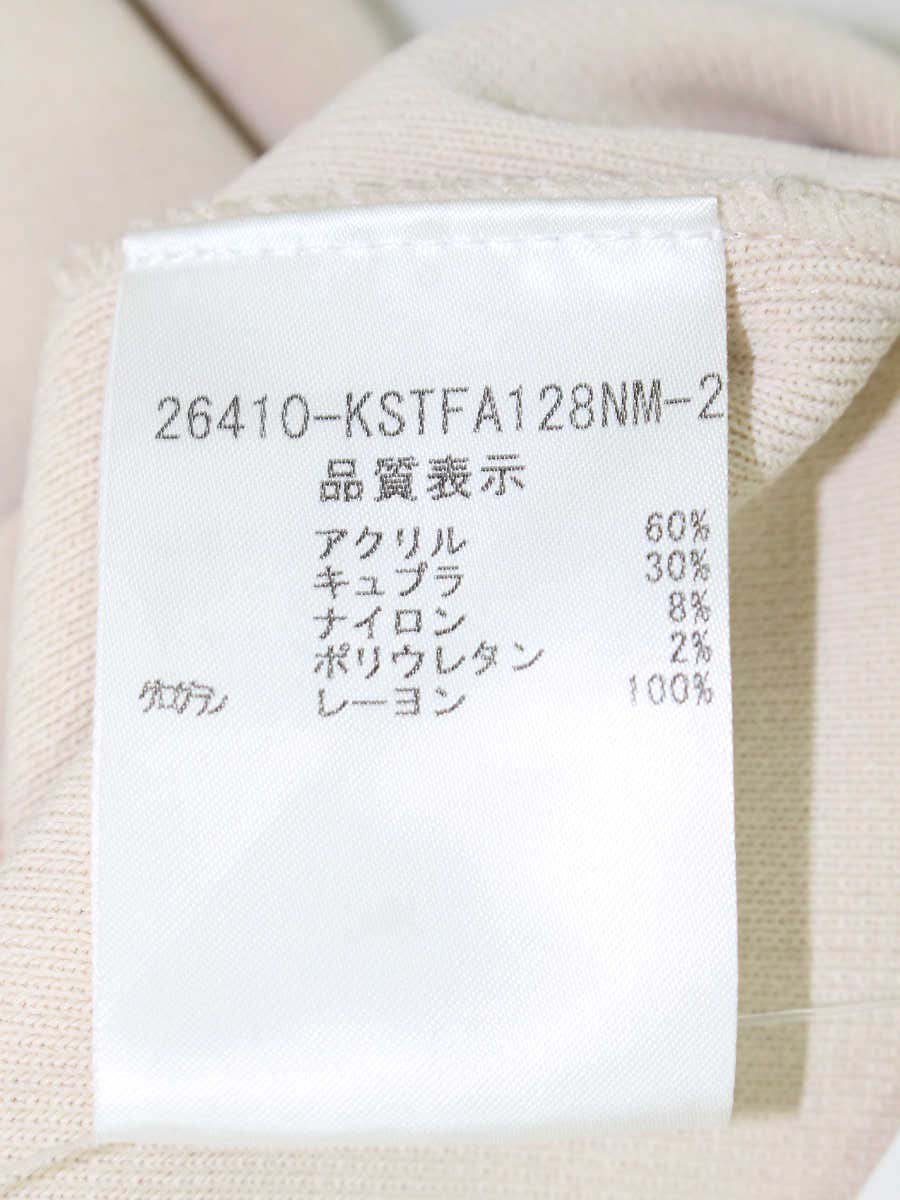 26410-KSTFA128NM-2
品質表示
アクリル 60%
キュプラ 30%
ナイロン 8%
ポリウレタン 2%
グログラン レーヨン 100%